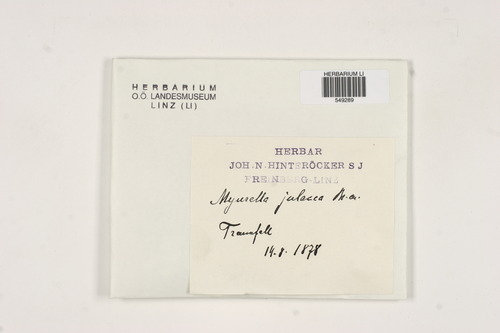 HERBARIUM
O.Ö. LANDESMUSEUM
LINZ (LI)
HERBARIUM LI
549289
HERBAR
JOH. N. HINTERÖCKER S J
FREINBERG-LINZ
Myurella julacea
Traunfall
14.8.1878